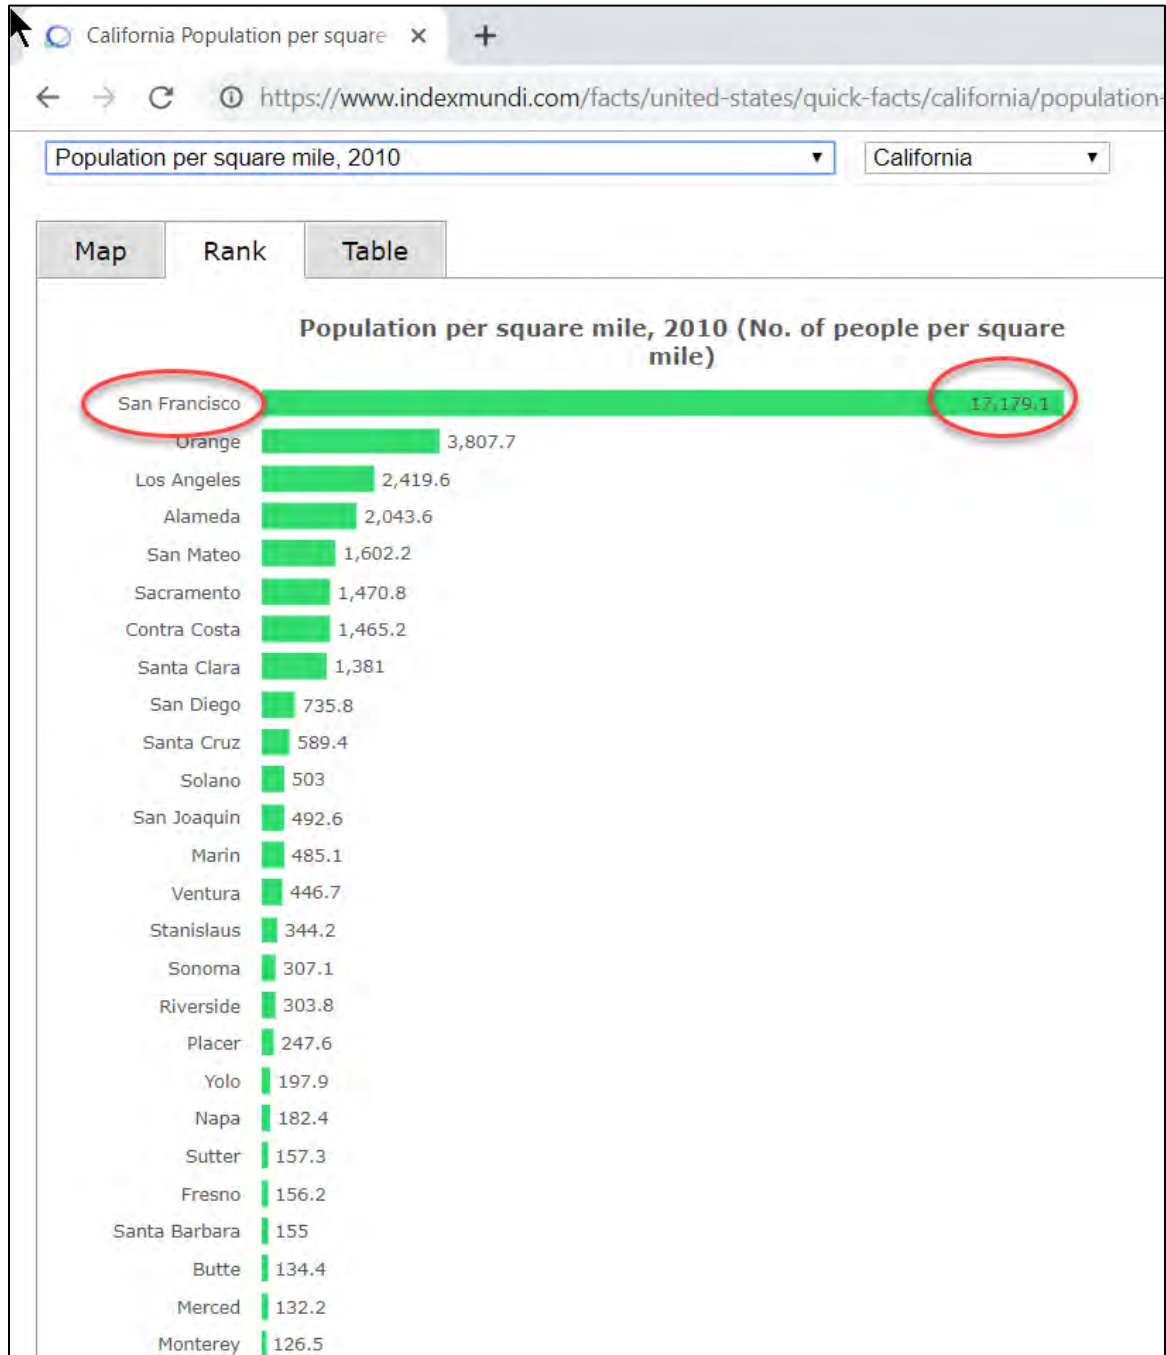 California Population per square
https://www.indexmundi.com/facts/united-states/quick-facts/california/population-
Population per square mile, 2010 California
Map Rank Table
Population per square mile, 2010 (No. of people per square
mile)
San Francisco 17,179.1
Orange 3,807.7
Los Angeles 2,419.6
Alameda 2,043.6
San Mateo 1,602.2
Sacramento 1,470.8
Contra Costa 1,465.2
Santa Clara 1,381
San Diego 735.8
Santa Cruz 589.4
Solano 503
San Joaquin 492.6
Marin 485.1
Ventura 446.7
Stanislaus 344.2
Sonoma 307.1
Riverside 303.8
Placer 247.6
Yolo 197.9
Napa 182.4
Sutter 157.3
Fresno 156.2
Santa Barbara 155
Butte 134.4
Merced 132.2
Monterey 126.5